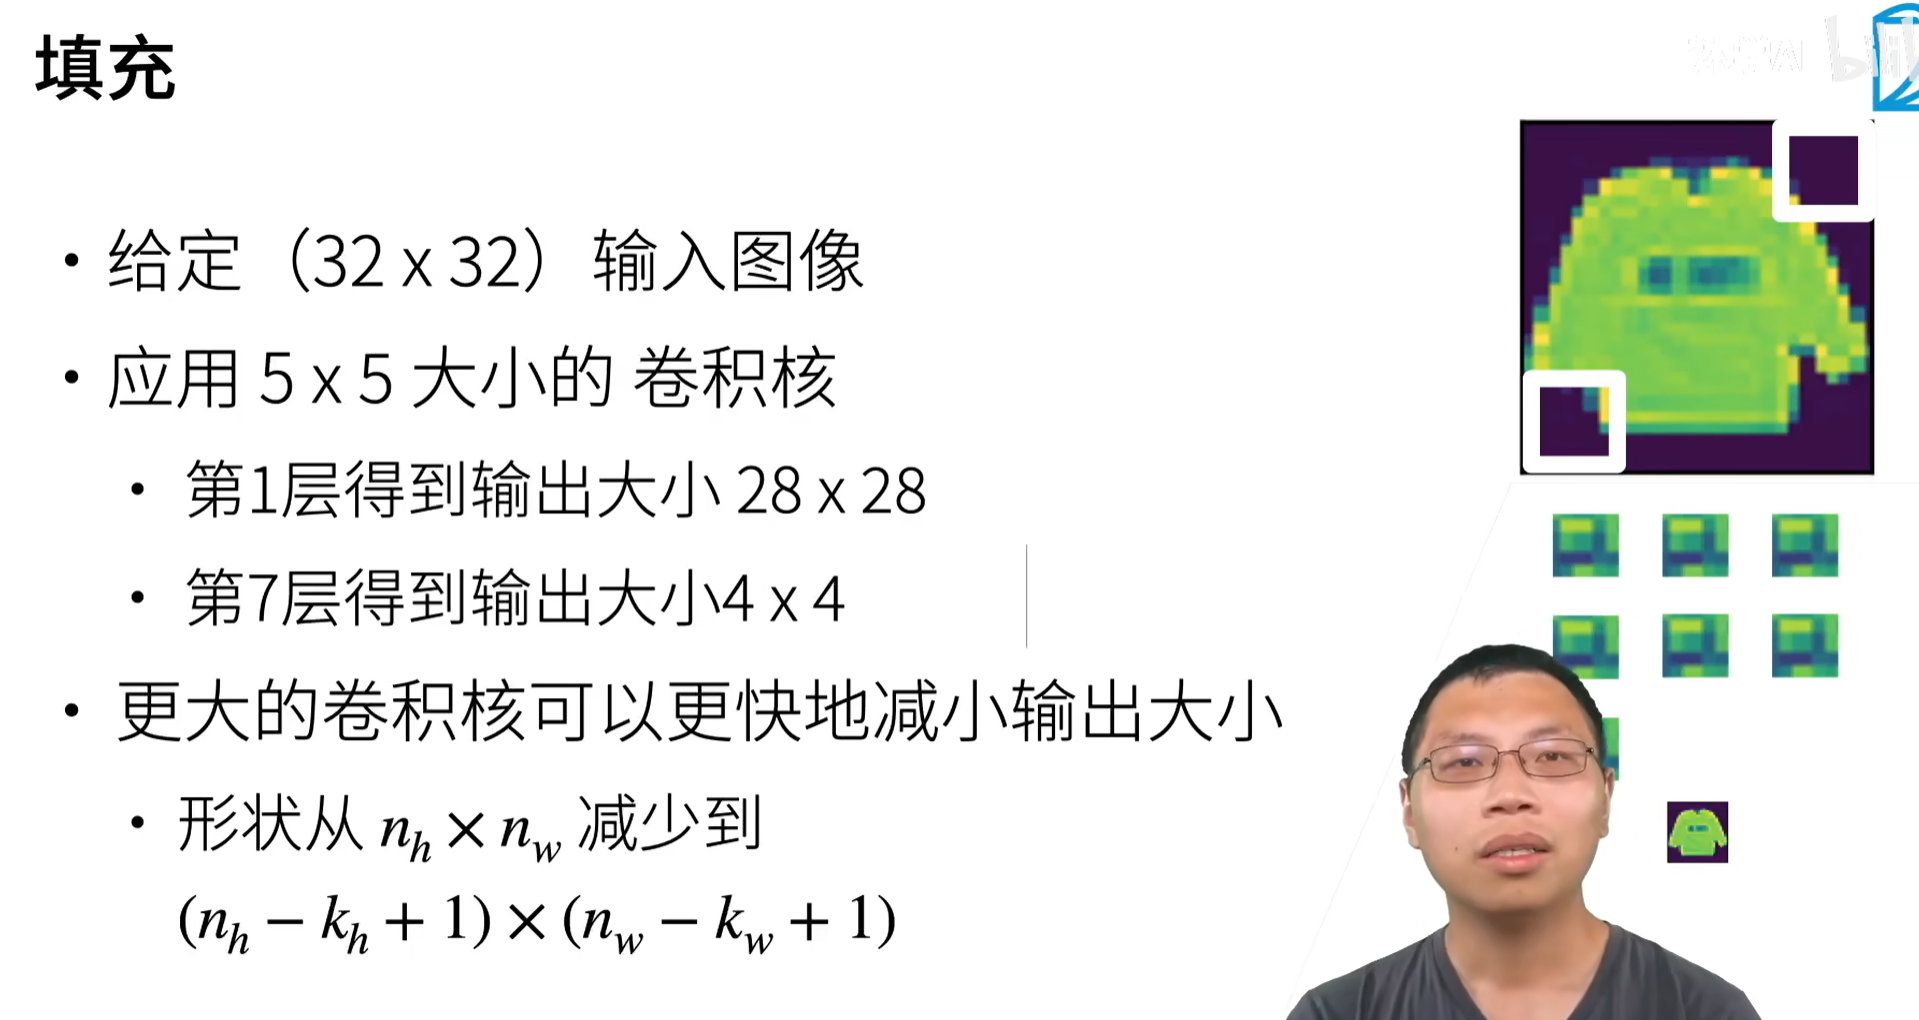 填充
• 给定（32 x 32）输入图像
• 应用 5 x 5 大小的 卷积核
• 第1层得到输出大小 28 x 28
• 第7层得到输出大小4 x 4
• 更大的卷积核可以更快地减小输出大小
• 形状从 n_h × n_w 减少到
(n_h − k_h + 1) × (n_w − k_w + 1)